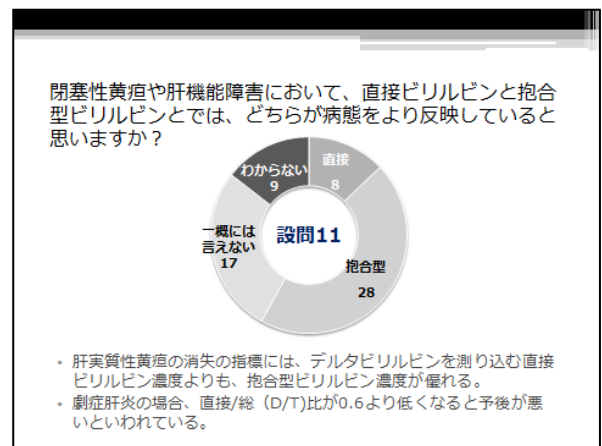 閉塞性黄疸や肝機能障害において、直接ビリルビンと抱合
型ビリルビンとでは、どちらが病態をより反映していると
思いますか？
わからない
9
直接
8
一概には
言えない
17
設問11
抱合型
28
• 肝実質性黄疸の消失の指標には、デルタビリルビンを測り込む直接
ビリルビン濃度よりも、抱合型ビリルビン濃度が優れる。
• 劇症肝炎の場合、直接/総（D/T)比が0.6より低くなると予後が悪
いといわれている。